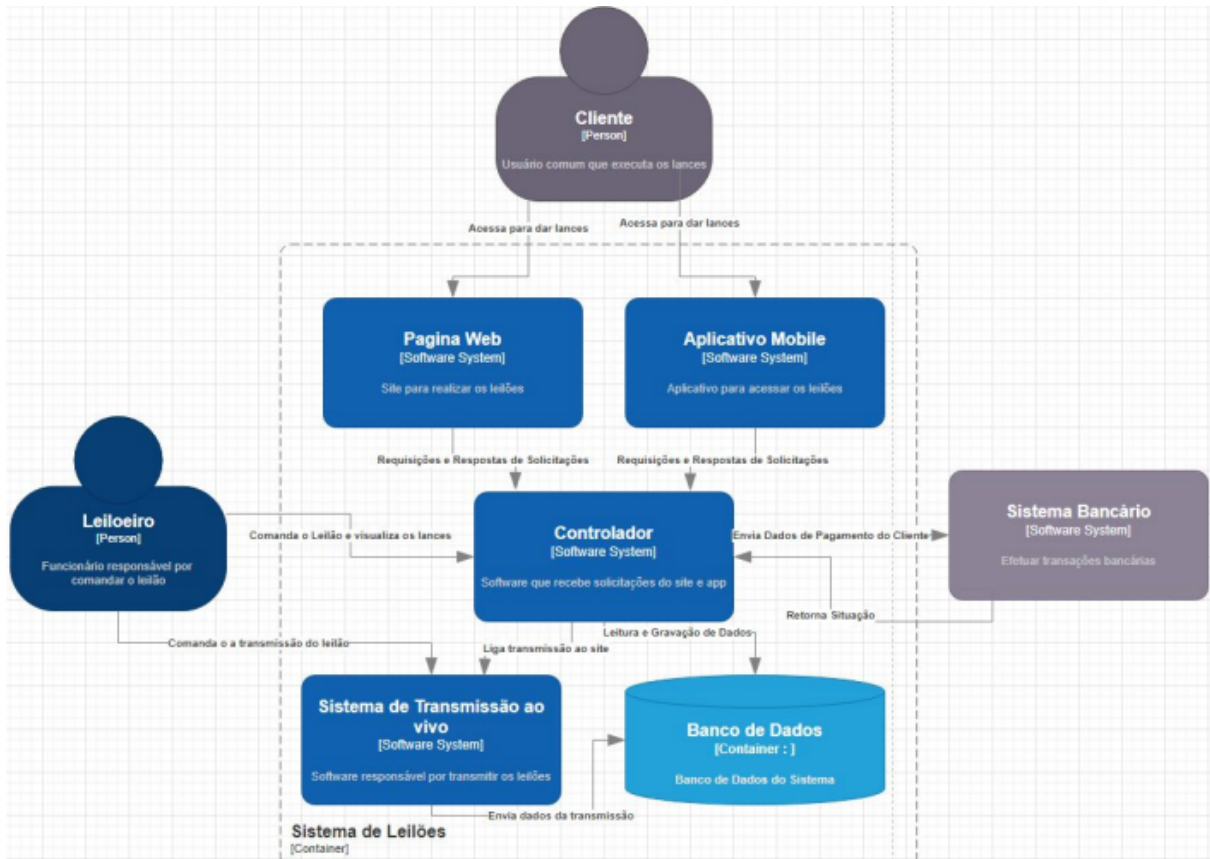 Cliente
[Person]
Usuário comum que executa os lances
Acessa para dar lances
Acessa para dar lances
Pagina Web
[Software System]
Site para realizar os leilões
Aplicativo Mobile
[Software System]
Aplicativo para acessar os leilões
Requisições e Respostas de Solicitações
Requisições e Respostas de Solicitações
Leiloeiro
[Person]
Funcionário responsável por
comandar o leilão
Comanda o Leilão e visualiza os lances
Controlador
[Software System]
Software que recebe solicitações do site e app
Envia Dados de Pagamento do Cliente
Sistema Bancário
[Software System]
Efetuar transações bancárias
Retorna Situação
Comanda o a transmissão do leilão
Liga transmissão ao site
Leitura e Gravação de Dados
Sistema de Transmissão ao
vivo
[Software System]
Software responsável por transmitir os leilões
Banco de Dados
[Container : ]
Banco de Dados do Sistema
Envia dados da transmissão
Sistema de Leilões
[Container]